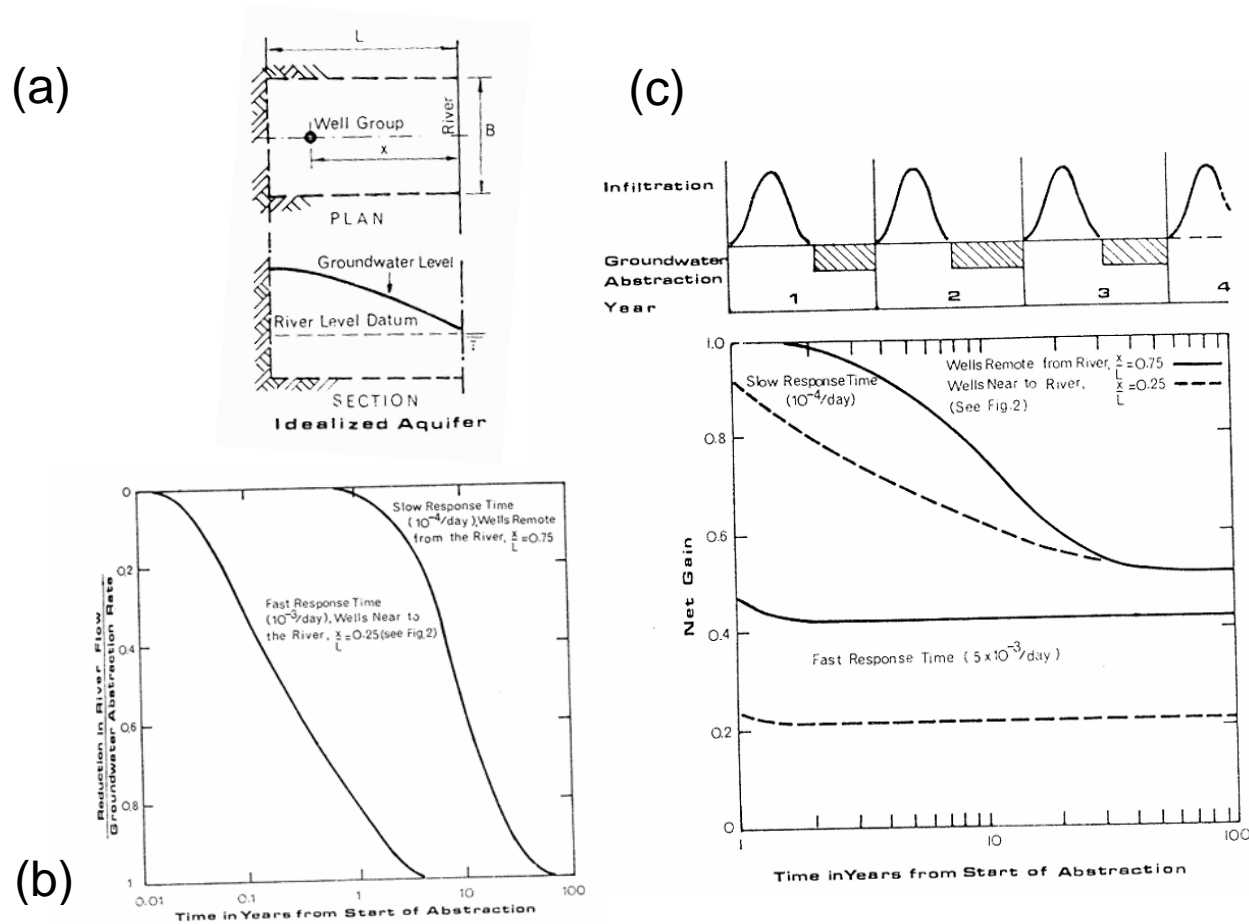 (a)
L
Well Group
River
B
x
PLAN
Groundwater Level
River Level Datum
SECTION
Idealized Aquifer
(b)
Reduction in River Flow
Groundwater Abstraction Rate
0
0.2
0.4
0.6
0.8
1
Slow Response Time
(10⁻⁴/day),Wells Remote
from the River, x/L=0.75
Fast Response Time
(10⁻³/day), Wells Near to
the River, x/L=0.25 (see Fig.2)
0.01
0.1
1
10
100
Time in Years from Start of Abstraction
(c)
Infiltration
Groundwater
Abstraction
Year
1
2
3
4
Net Gain
1.0
0.8
0.6
0.4
0.2
0
Slow Response Time
(10⁻⁴/day)
Wells Remote from River, x/L=0.75
Wells Near to River, x/L=0.25
(See Fig.2)
Fast Response Time (5x10⁻³/day)
1
10
100
Time in Years from Start of Abstraction